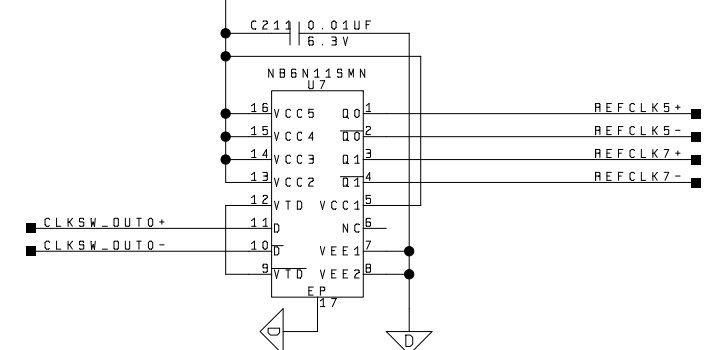 C211 0.01UF
6.3V
NB6N11SMN
U7
16 VCC5 Q0 1 REFCLK5+
15 VCC4 Q0 2 REFCLK5-
14 VCC3 Q1 3 REFCLK7+
13 VCC2 Q1 4 REFCLK7-
12 VTD VCC1 5
CLKSW_OUT0+ 11 D NC 6
CLKSW_OUT0- 10 D VEE1 7
9 VTD VEE2 8
EP
17
D
D